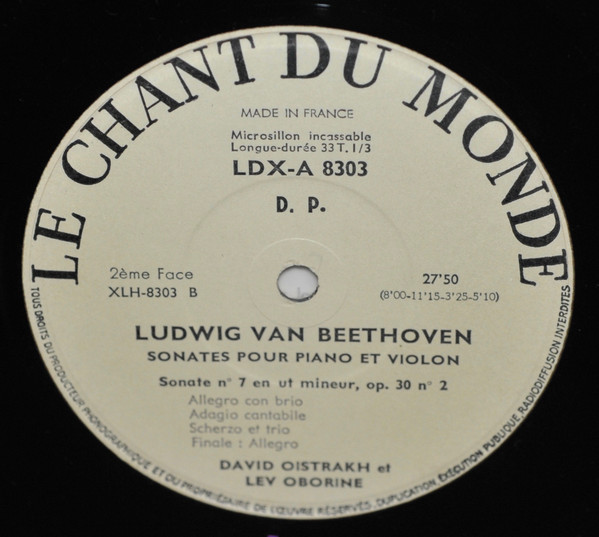 LE CHANT DU MONDE
MADE IN FRANCE
Microsillon incassable
Longue-durée 33 T. 1/3
LDX-A 8303
D. P.
2ème Face
XLH-8303 B
27'50
(8'00-11'15-3'25-5'10)
LUDWIG VAN BEETHOVEN
SONATES POUR PIANO ET VIOLON
Sonate n° 7 en ut mineur, op. 30 n° 2
Allegro con brio
Adagio cantabile
Scherzo et trio
Finale : Allegro
DAVID OISTRAKH et
LEV OBORINE
TOUS DROITS DU PRODUCTEUR PHONOGRAPHIQUE ET DU PROPRIÉTAIRE DE L'ŒUVRE RÉSERVÉS, DUPLICATION, EXÉCUTION PUBLIQUE, RADIODIFFUSION INTERDITES